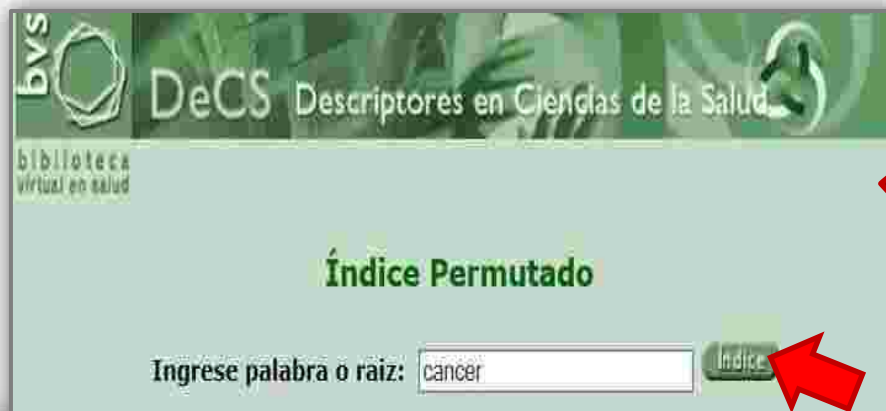 bvs
DeCS Descriptores en Ciencias de la Salud
biblioteca
virtual en salud
Índice Permutado
Ingrese palabra o raiz: cancer Indice